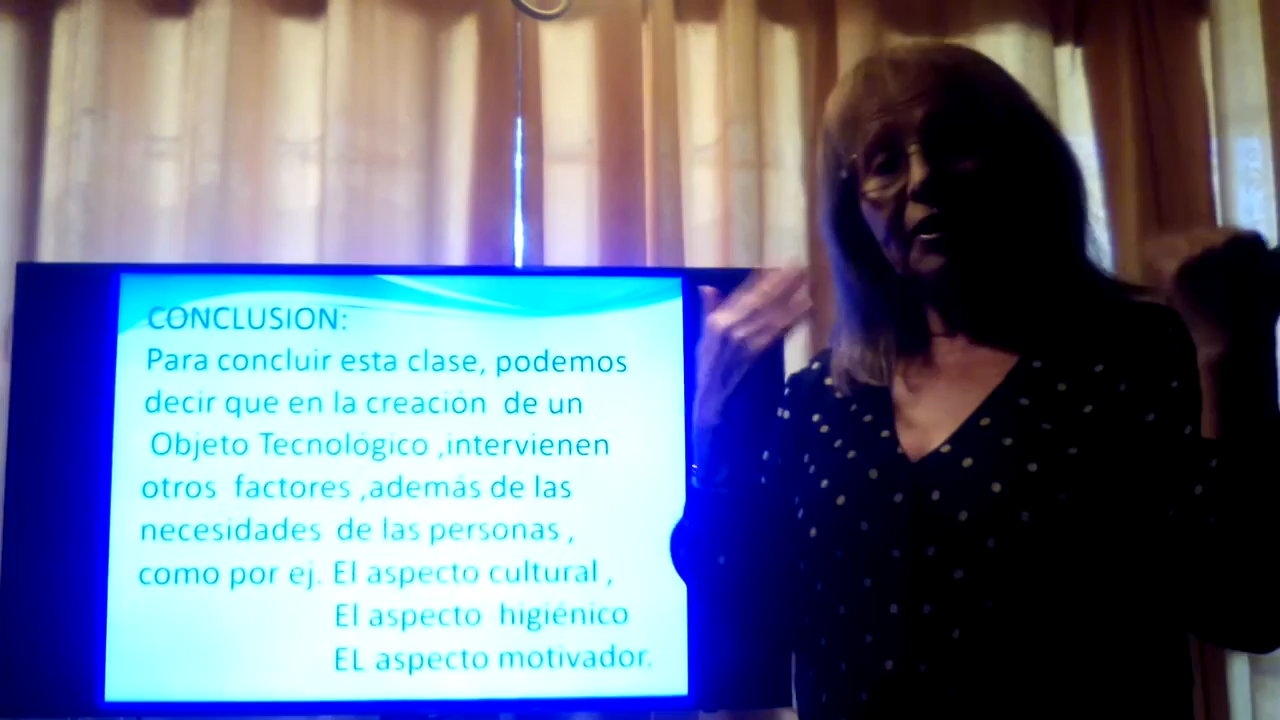 CONCLUSION:
Para concluir esta clase, podemos
decir que en la creación de un
Objeto Tecnológico ,intervienen
otros factores ,además de las
necesidades de las personas ,
como por ej. El aspecto cultural ,
El aspecto higiénico
EL aspecto motivador.